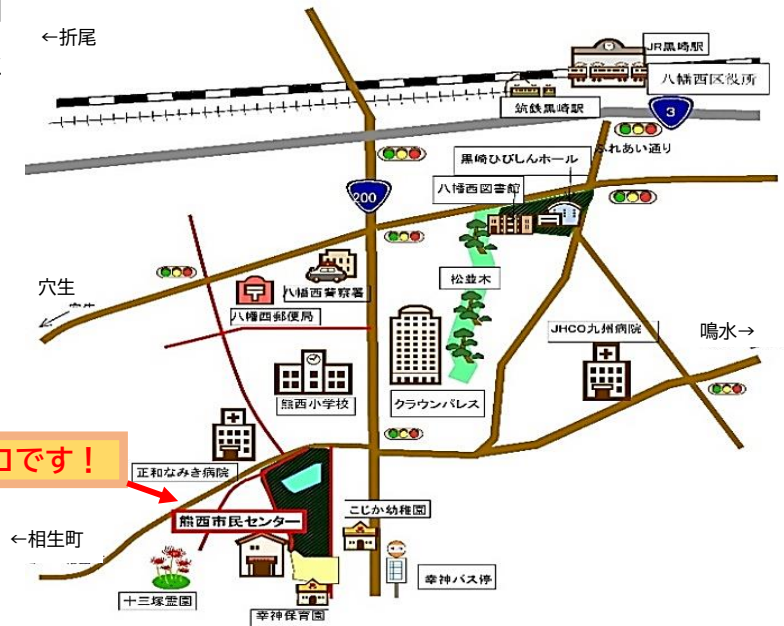 ←折尾
JR黒崎駅
八幡西区役所
筑鉄黒崎駅
3
ふれあい通り
黒崎ひびしんホール
八幡西図書館
200
穴生
八幡西警察署
八幡西郵便局
松並木
JHCO九州病院
鳴水→
熊西小学校
クラウンパレス
コです！
正和なみき病院
熊西市民センター
こじか幼稚園
←相生町
幸神バス停
十三塚霊園
幸神保育園